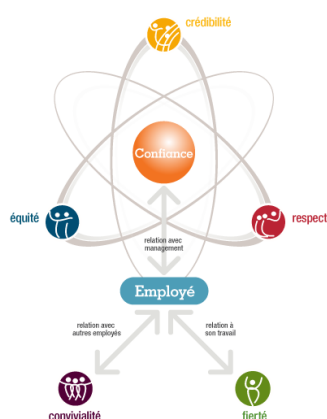 crédibilité
Confiance
équité
respect
relation avec
management
Employé
relation avec
autres employés
relation à
son travail
convivialité
fierté